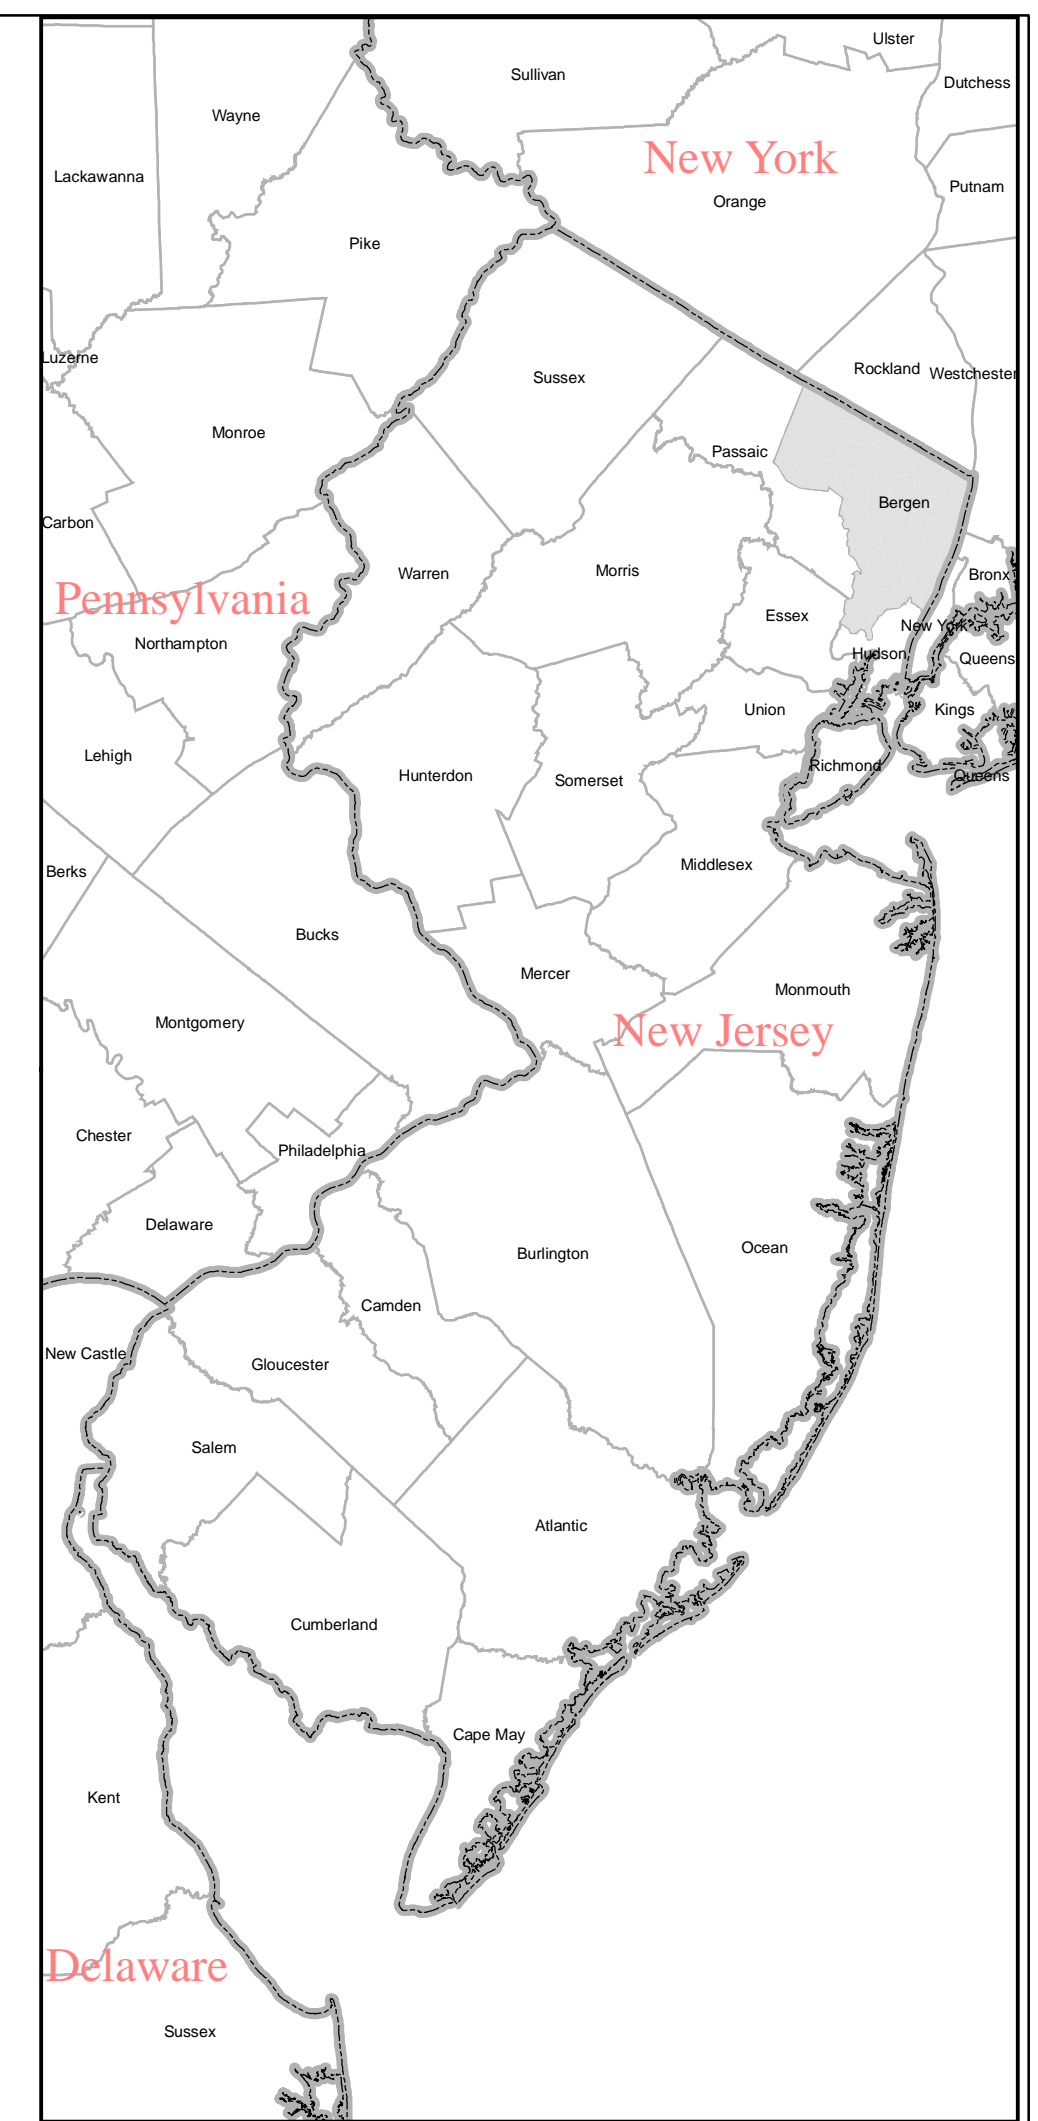 Ulster
Sullivan
Dutchess
Wayne
New York
Lackawanna
Putnam
Orange
Pike
Luzerne
Rockland
Westchester
Sussex
Monroe
Passaic
Bergen
Carbon
Warren
Morris
Bronx
Pennsylvania
Essex
New York
Northampton
Hudson
Queens
Union
Kings
Lehigh
Richmond
Hunterdon
Somerset
Queens
Middlesex
Berks
Bucks
Mercer
Monmouth
Montgomery
New Jersey
Chester
Philadelphia
Delaware
Ocean
Burlington
Camden
New Castle
Gloucester
Salem
Atlantic
Cumberland
Cape May
Kent
Delaware
Sussex